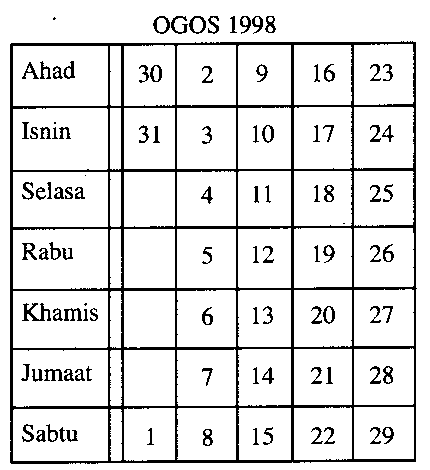 OGOS 1998
Ahad 30 2 9 16 23
Isnin 31 3 10 17 24
Selasa 4 11 18 25
Rabu 5 12 19 26
Khamis 6 13 20 27
Jumaat 7 14 21 28
Sabtu 1 8 15 22 29